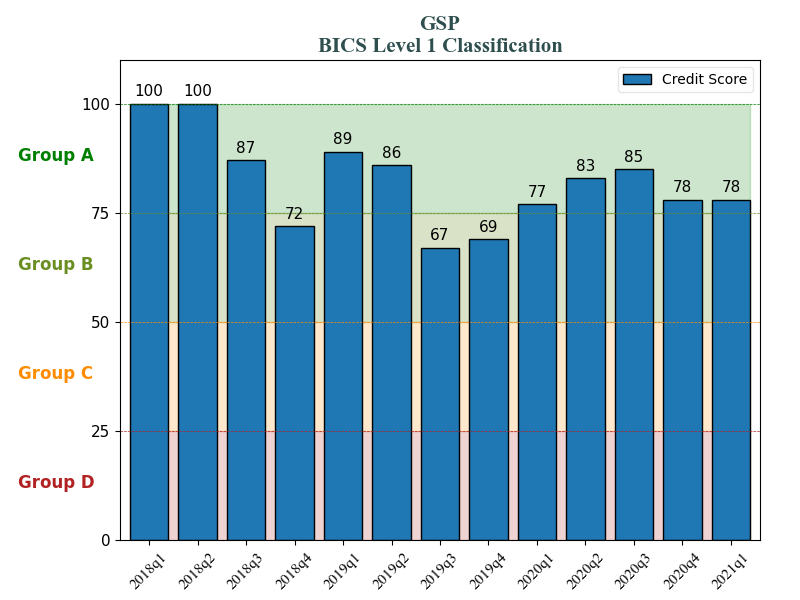 GSP
BICS Level 1 Classification
Credit Score
100 100 87 72 89 86 67 69 77 83 85 78 78
100
Group A
75
Group B
50
Group C
25
Group D
0
2018q1 2018q2 2018q3 2018q4 2019q1 2019q2 2019q3 2019q4 2020q1 2020q2 2020q3 2020q4 2021q1